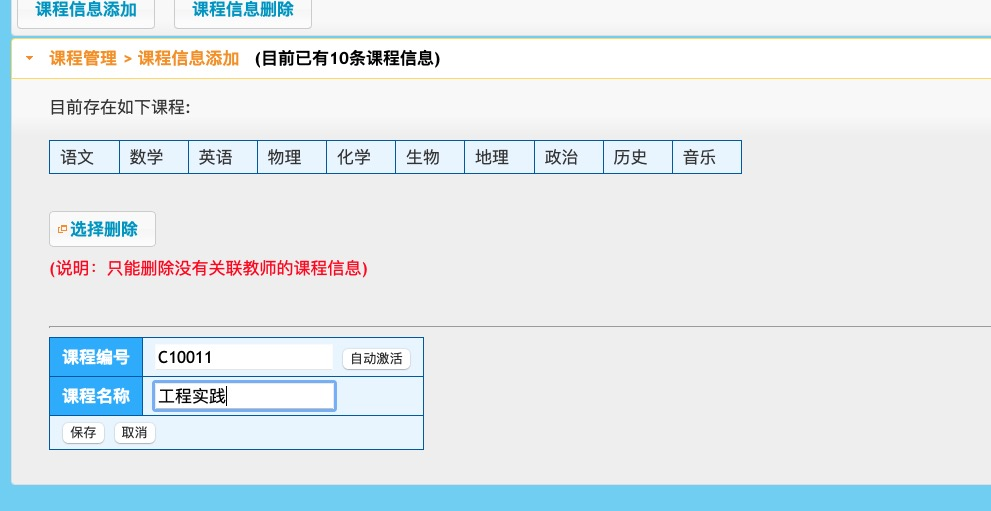 课程信息添加 课程信息删除
课程管理 > 课程信息添加 (目前已有10条课程信息)
目前存在如下课程:
语文 数学 英语 物理 化学 生物 地理 政治 历史 音乐
选择删除
(说明：只能删除没有关联教师的课程信息)
课程编号 C10011 自动激活
课程名称 工程实践
保存 取消